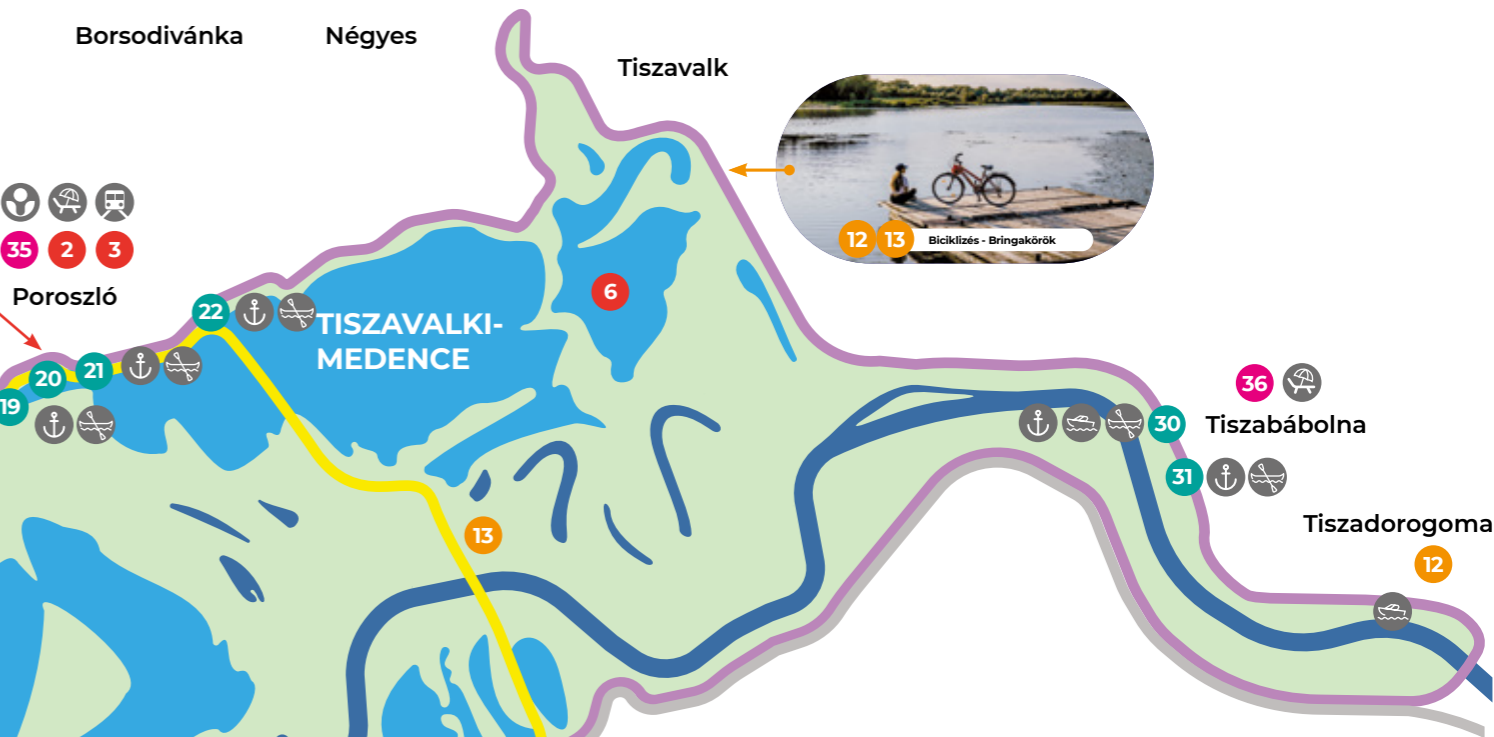 Borsodivánka
Négyes
Tiszavalk
12 13 Biciklizés - Bringakörök
35 2 3
Poroszló
22
TISZAVALKI-
MEDENCE
6
19
20
21
36
Tiszabábolna
30
31
13
Tiszadorogoma
12